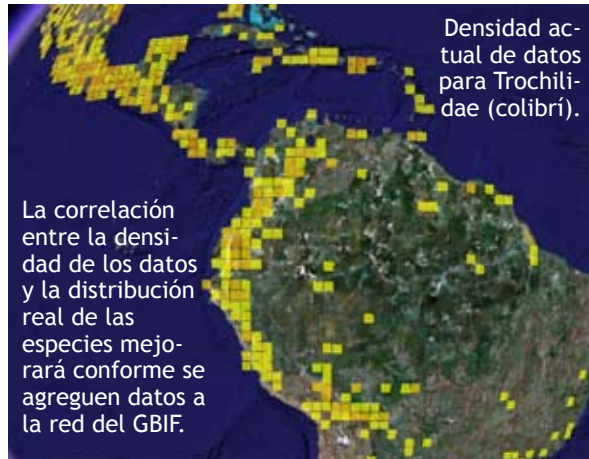 Densidad ac-
tual de datos
para Trochili-
dae (colibrí).
La correlación
entre la densi-
dad de los datos
y la distribución
real de las
especies mejo-
rará conforme se
agreguen datos a
la red del GBIF.